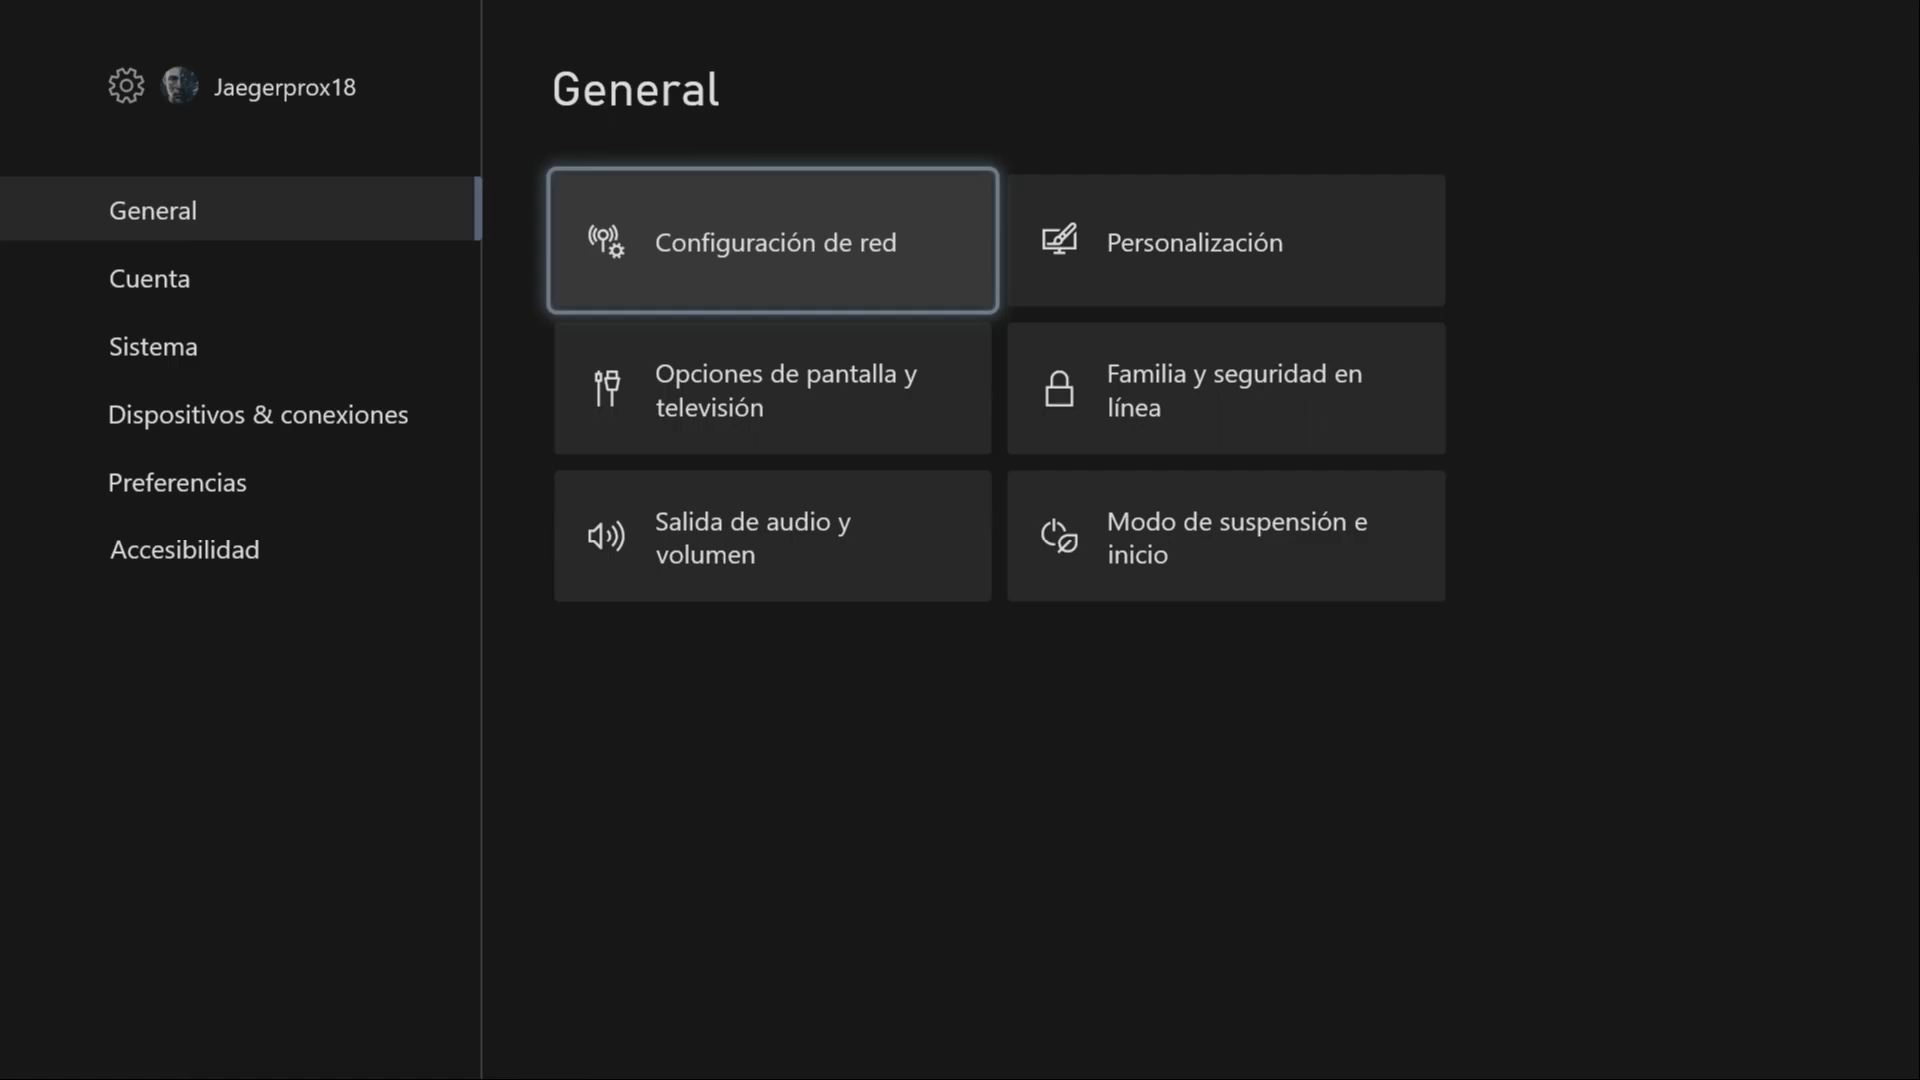 Jaegerprox18
General
Cuenta
Sistema
Dispositivos & conexiones
Preferencias
Accesibilidad
General
Configuración de red
Personalización
Opciones de pantalla y
televisión
Familia y seguridad en
línea
Salida de audio y
volumen
Modo de suspensión e
inicio